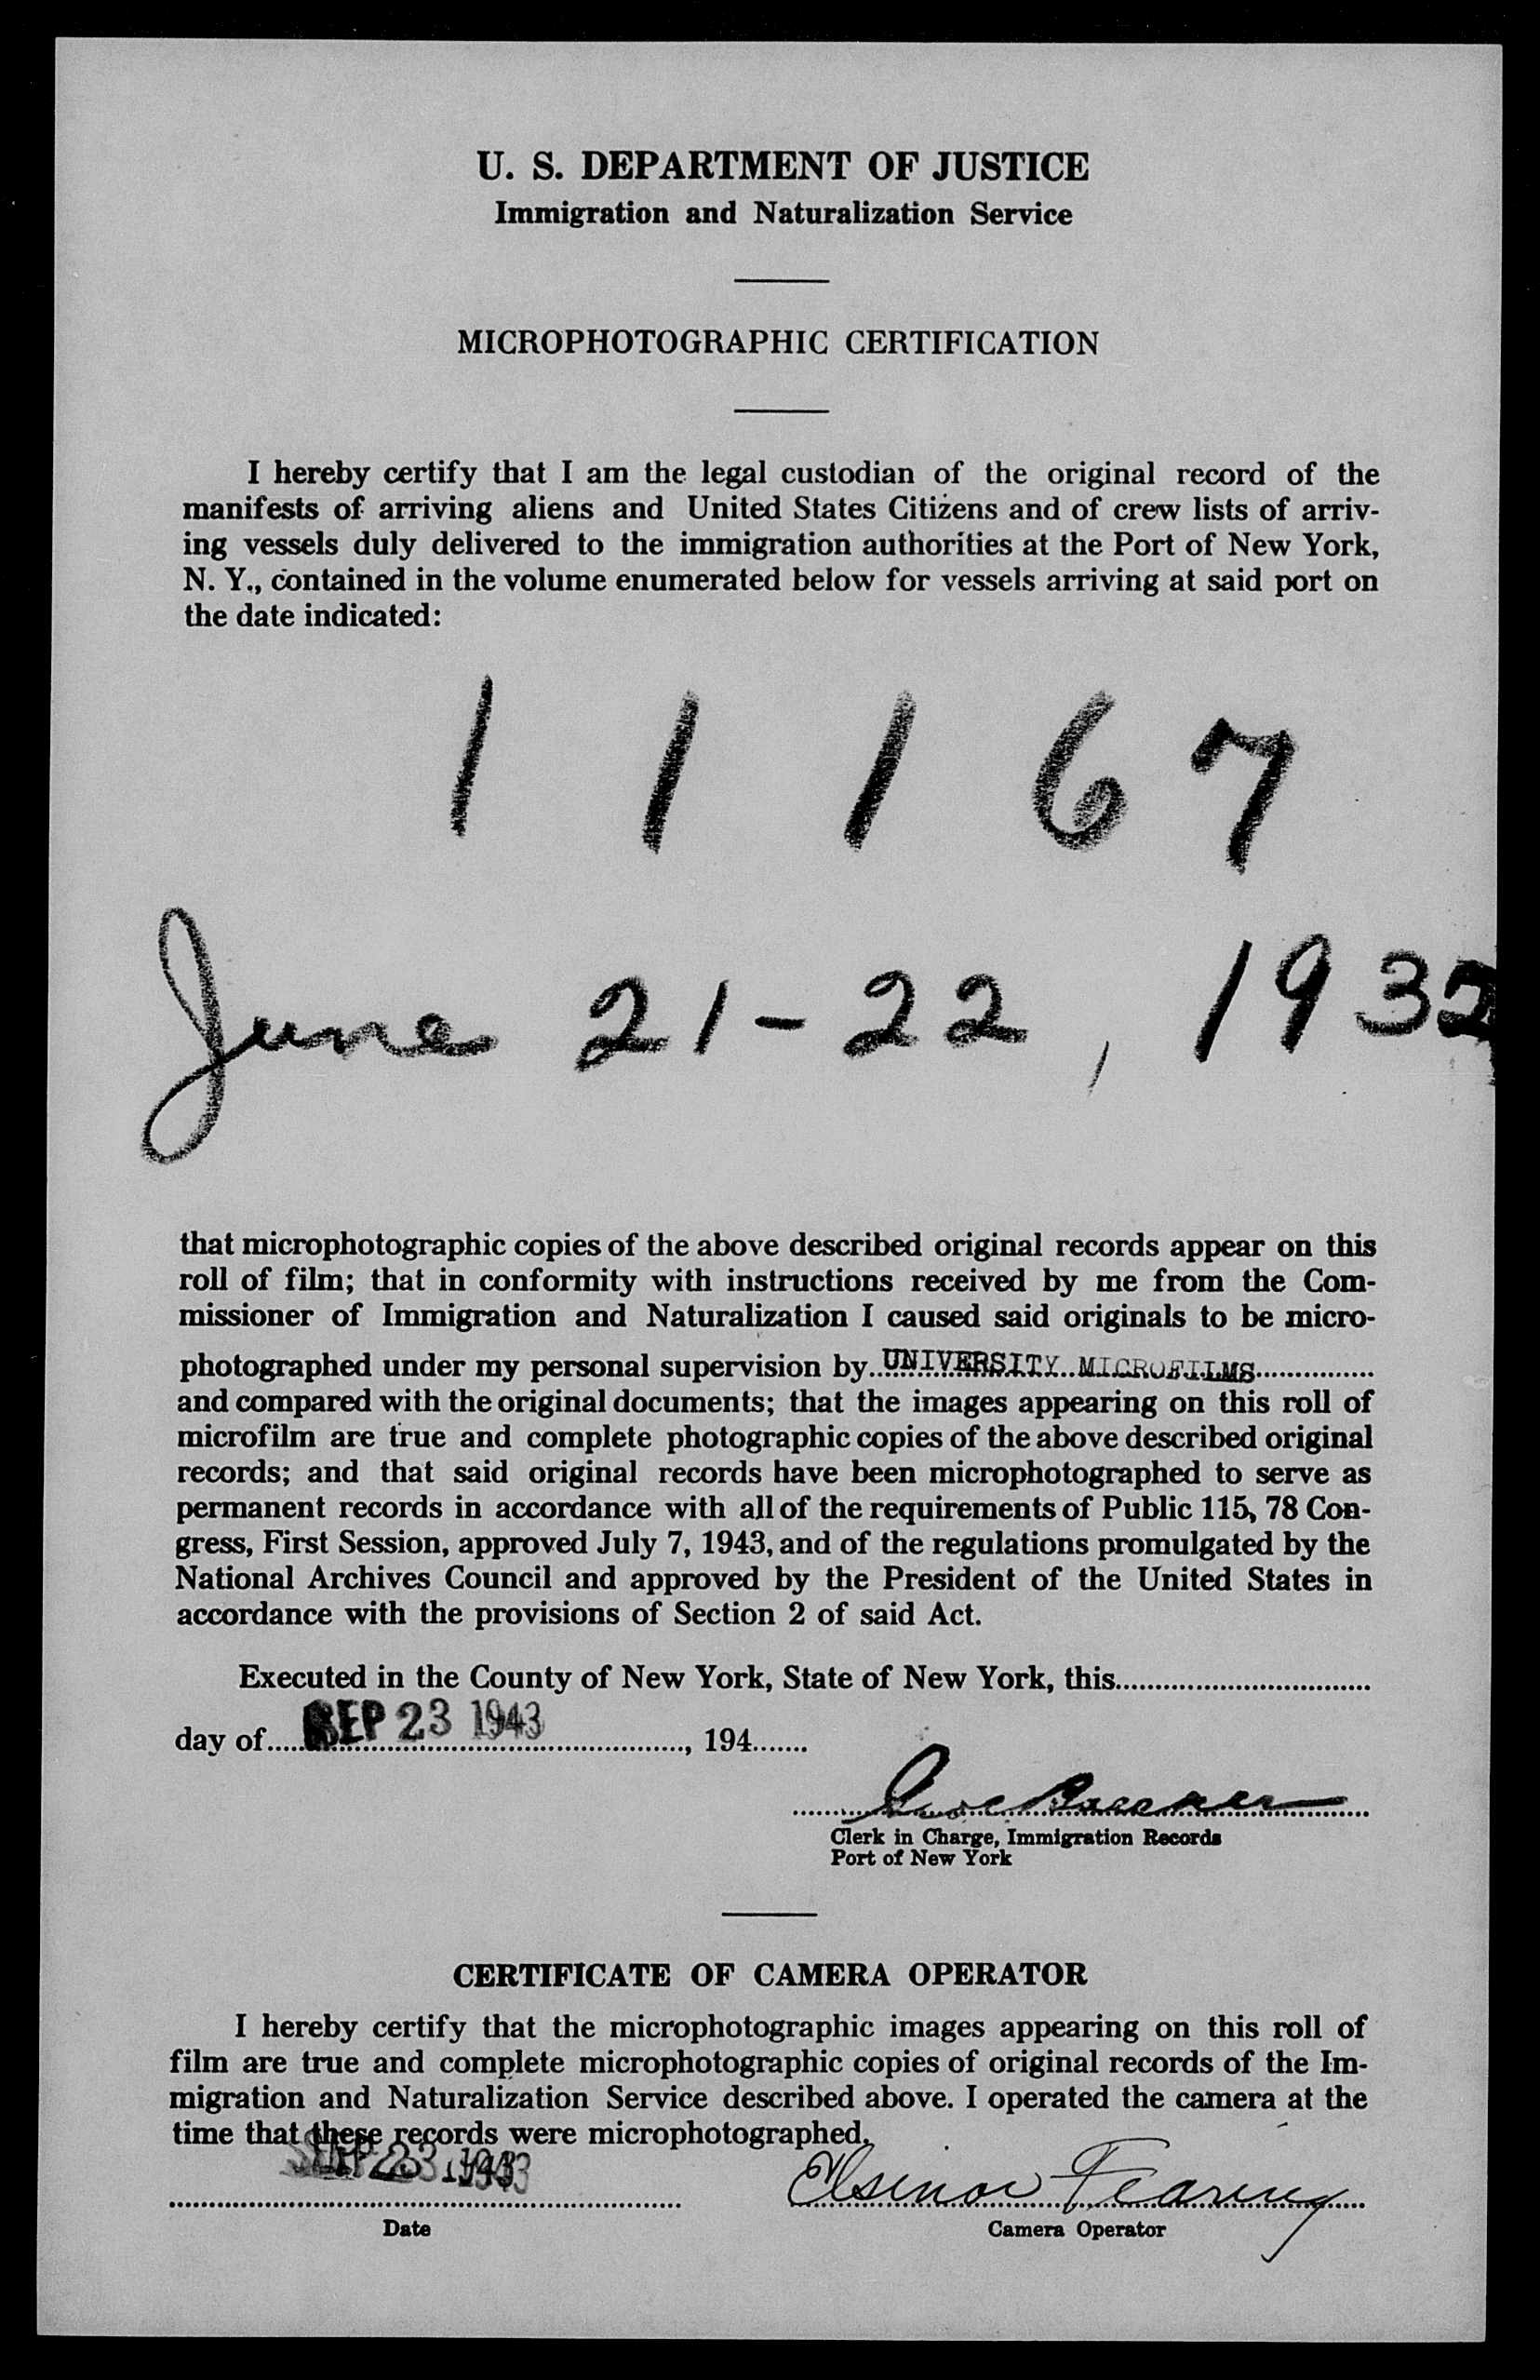 U. S. DEPARTMENT OF JUSTICE
Immigration and Naturalization Service
MICROPHOTOGRAPHIC CERTIFICATION
I hereby certify that I am the legal custodian of the original record of the
manifests of arriving aliens and United States Citizens and of crew lists of arriv-
ing vessels duly delivered to the immigration authorities at the Port of New York,
N. Y., contained in the volume enumerated below for vessels arriving at said port on
the date indicated:
1 1 1 6 7
June 21-22, 1932
that microphotographic copies of the above described original records appear on this
roll of film; that in conformity with instructions received by me from the Com-
missioner of Immigration and Naturalization I caused said originals to be micro-
photographed under my personal supervision by UNIVERSITY MICROFILMS
and compared with the original documents; that the images appearing on this roll of
microfilm are true and complete photographic copies of the above described original
records; and that said original records have been microphotographed to serve as
permanent records in accordance with all of the requirements of Public 115, 78 Con-
gress, First Session, approved July 7, 1943, and of the regulations promulgated by the
National Archives Council and approved by the President of the United States in
accordance with the provisions of Section 2 of said Act.
Executed in the County of New York, State of New York, this
day of SEP 23 1943, 194
Clerk in Charge, Immigration Records
Port of New York
CERTIFICATE OF CAMERA OPERATOR
I hereby certify that the microphotographic images appearing on this roll of
film are true and complete microphotographic copies of original records of the Im-
migration and Naturalization Service described above. I operated the camera at the
time that these records were microphotographed.
SEP 23 1943 Elsinor Fearing
Date Camera Operator